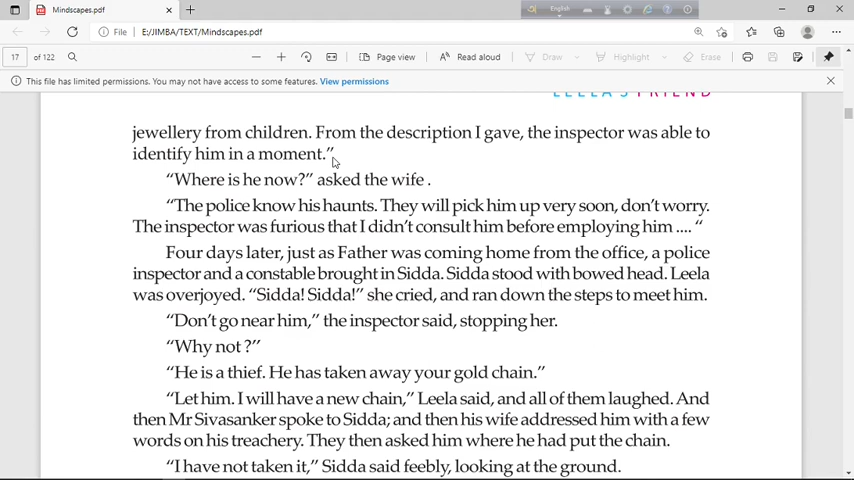 Mindscapes.pdf
English
File E:/JIMBA/TEXT/Mindscapes.pdf
17 of 122 Page view Read aloud Draw Highlight Erase
This file has limited permissions. You may not have access to some features. View permissions
LEELA'S FRIEND
jewellery from children. From the description I gave, the inspector was able to
identify him in a moment.”
“Where is he now?” asked the wife .
“The police know his haunts. They will pick him up very soon, don’t worry.
The inspector was furious that I didn’t consult him before employing him .... “
Four days later, just as Father was coming home from the office, a police
inspector and a constable brought in Sidda. Sidda stood with bowed head. Leela
was overjoyed. “Sidda! Sidda!” she cried, and ran down the steps to meet him.
“Don’t go near him,” the inspector said, stopping her.
“Why not ?”
“He is a thief. He has taken away your gold chain.”
“Let him. I will have a new chain,” Leela said, and all of them laughed. And
then Mr Sivasanker spoke to Sidda; and then his wife addressed him with a few
words on his treachery. They then asked him where he had put the chain.
“I have not taken it,” Sidda said feebly, looking at the ground.